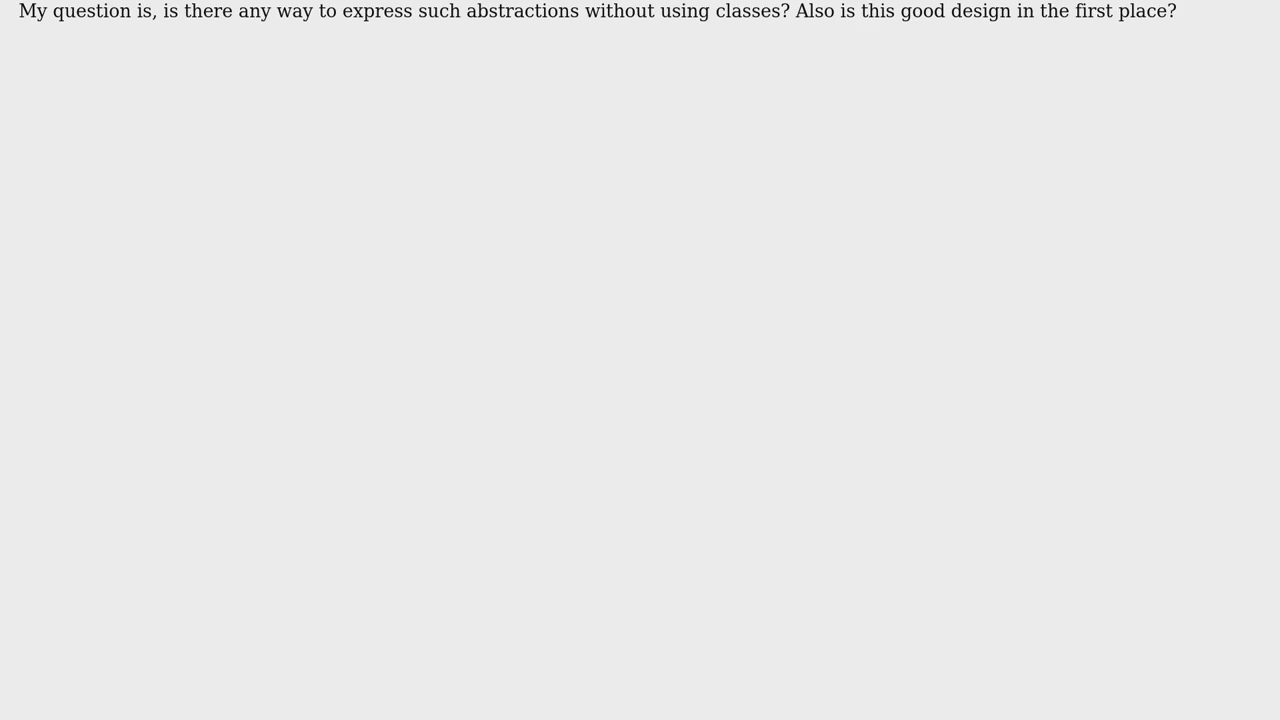 My question is, is there any way to express such abstractions without using classes? Also is this good design in the first place?